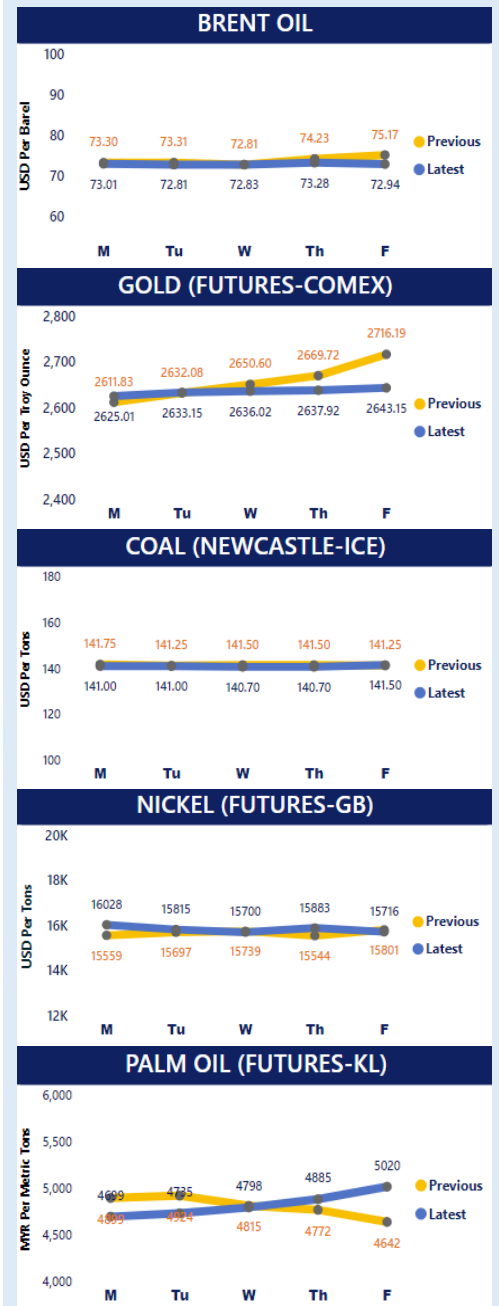 BRENT OIL
100
90
80
70
60
USD Per Barel
73.30 73.31 72.81 74.23 75.17
73.01 72.81 72.83 73.28 72.94
Previous
Latest
M Tu W Th F
GOLD (FUTURES-COMEX)
2,800
2,700
2,600
2,500
2,400
USD Per Troy Ounce
2611.83 2632.08 2650.60 2669.72 2716.19
2625.01 2633.15 2636.02 2637.92 2643.15
Previous
Latest
M Tu W Th F
COAL (NEWCASTLE-ICE)
180
160
140
120
100
USD Per Tons
141.75 141.25 141.50 141.50 141.25
141.00 141.00 140.70 140.70 141.50
Previous
Latest
M Tu W Th F
NICKEL (FUTURES-GB)
20K
18K
16K
14K
12K
USD Per Tons
16028 15815 15700 15883 15716
15559 15697 15739 15544 15801
Previous
Latest
M Tu W Th F
PALM OIL (FUTURES-KL)
6,000
5,500
5,000
4,500
4,000
MYR Per Metric Tons
4699 4735 4798 4885 5020
4899 4924 4815 4772 4642
Previous
Latest
M Tu W Th F